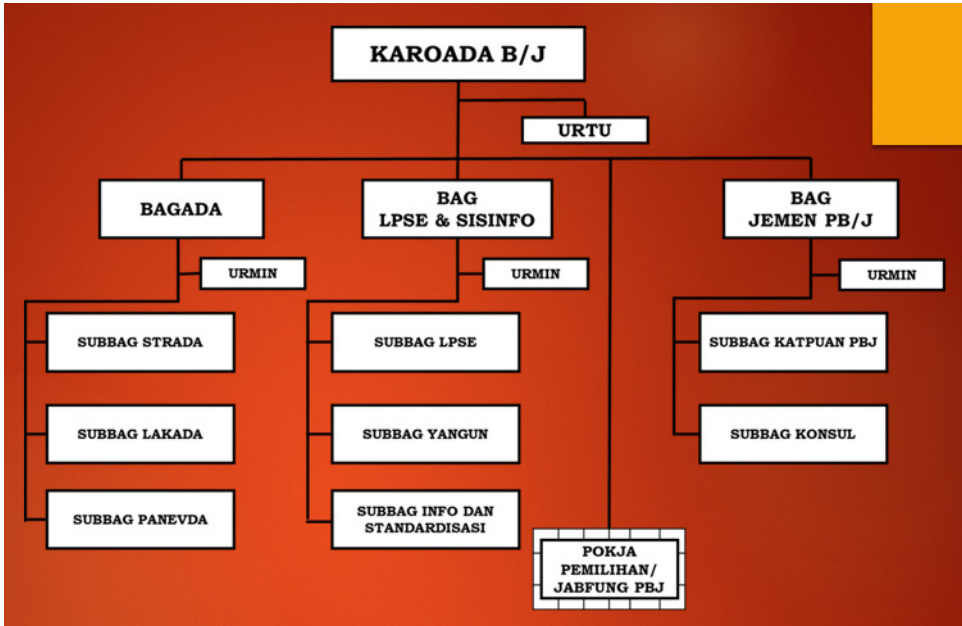 KAROADA B/J
URTU
BAGADA
BAG
LPSE & SISINFO
BAG
JEMEN PB/J
URMIN
URMIN
URMIN
SUBBAG STRADA
SUBBAG LPSE
SUBBAG KATPUAN PBJ
SUBBAG LAKADA
SUBBAG YANGUN
SUBBAG KONSUL
SUBBAG PANEVDA
SUBBAG INFO DAN
STANDARDISASI
POKJA
PEMILIHAN/
JABFUNG PBJ